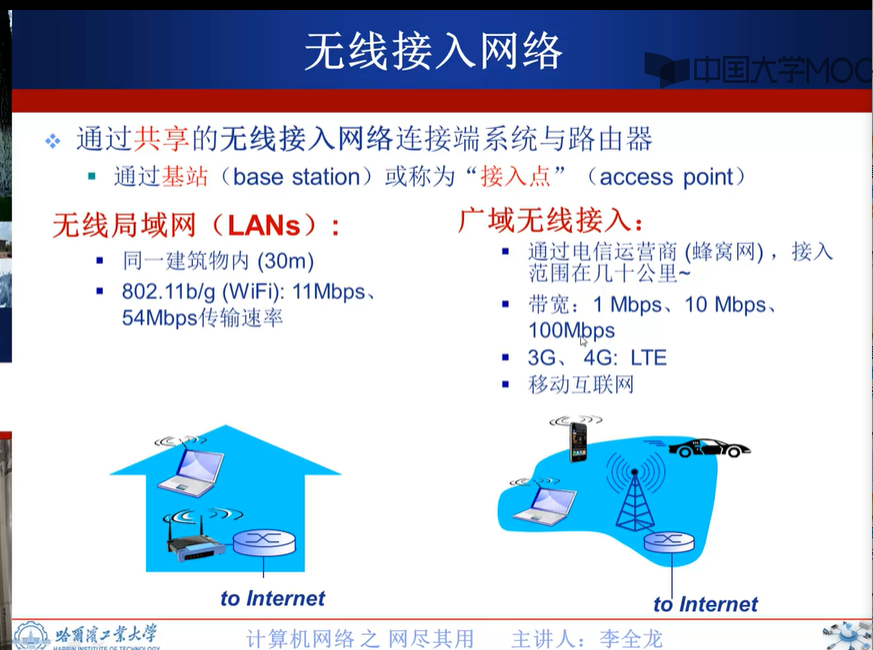 无线接入网络
中国大学MOOC
通过共享的无线接入网络连接端系统与路由器
通过基站（base station）或称为“接入点”（access point）
无线局域网（LANs）:
同一建筑物内 (30m)
802.11b/g (WiFi): 11Mbps、
54Mbps传输速率
广域无线接入：
通过电信运营商 (蜂窝网) ，接入
范围在几十公里~
带宽：1 Mbps、10 Mbps、
100Mbps
3G、 4G: LTE
移动互联网
to Internet
to Internet
哈尔滨工业大学
HARBIN INSTITUTE OF TECHNOLOGY
计算机网络 之 网尽其用 主讲人：李全龙